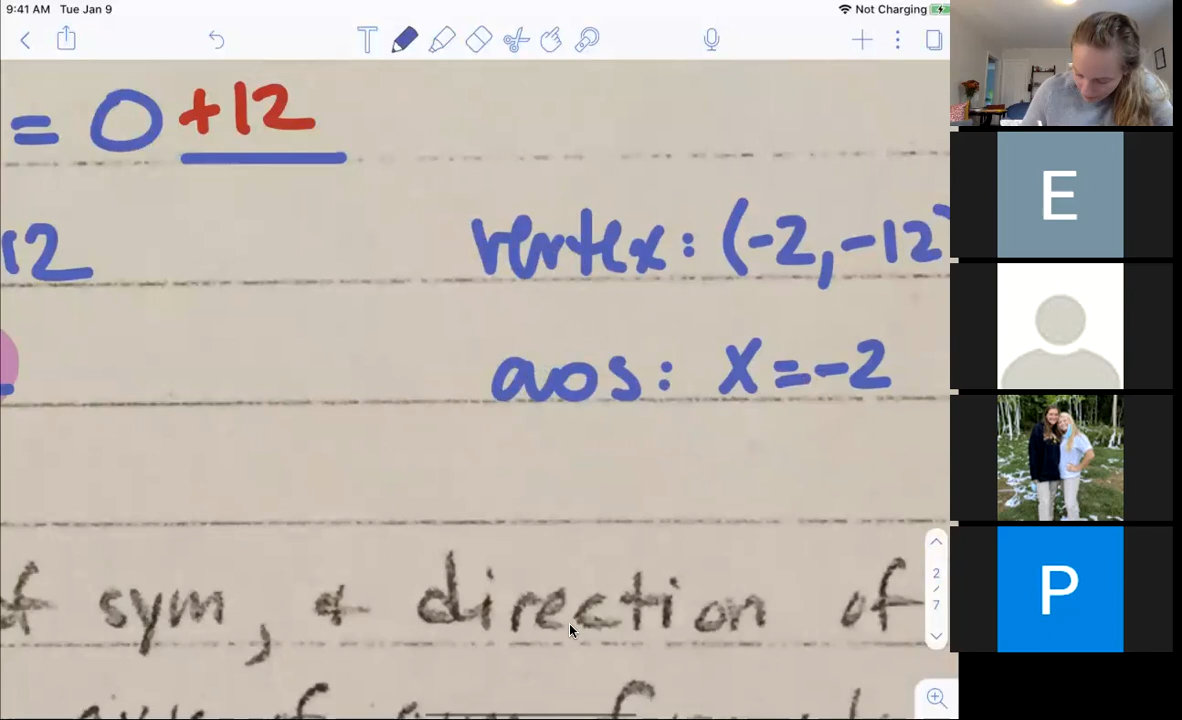 9:41 AM Tue Jan 9
Not Charging
= 0 +12
12
vertex: (-2,-12)
aos: x=-2
2
/
7
of sym, & direction of
E
P